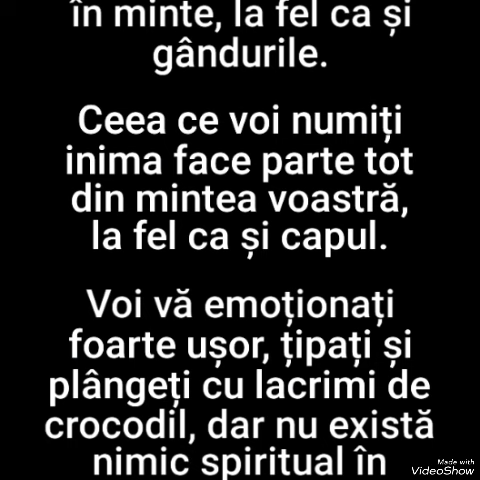 în minte, la fel ca și
gândurile.
Ceea ce voi numiți
inima face parte tot
din mintea voastră,
la fel ca și capul.
Voi vă emoționați
foarte ușor, țipați și
plângeți cu lacrimi de
crocodil, dar nu există
nimic spiritual în
Made with
VideoShow